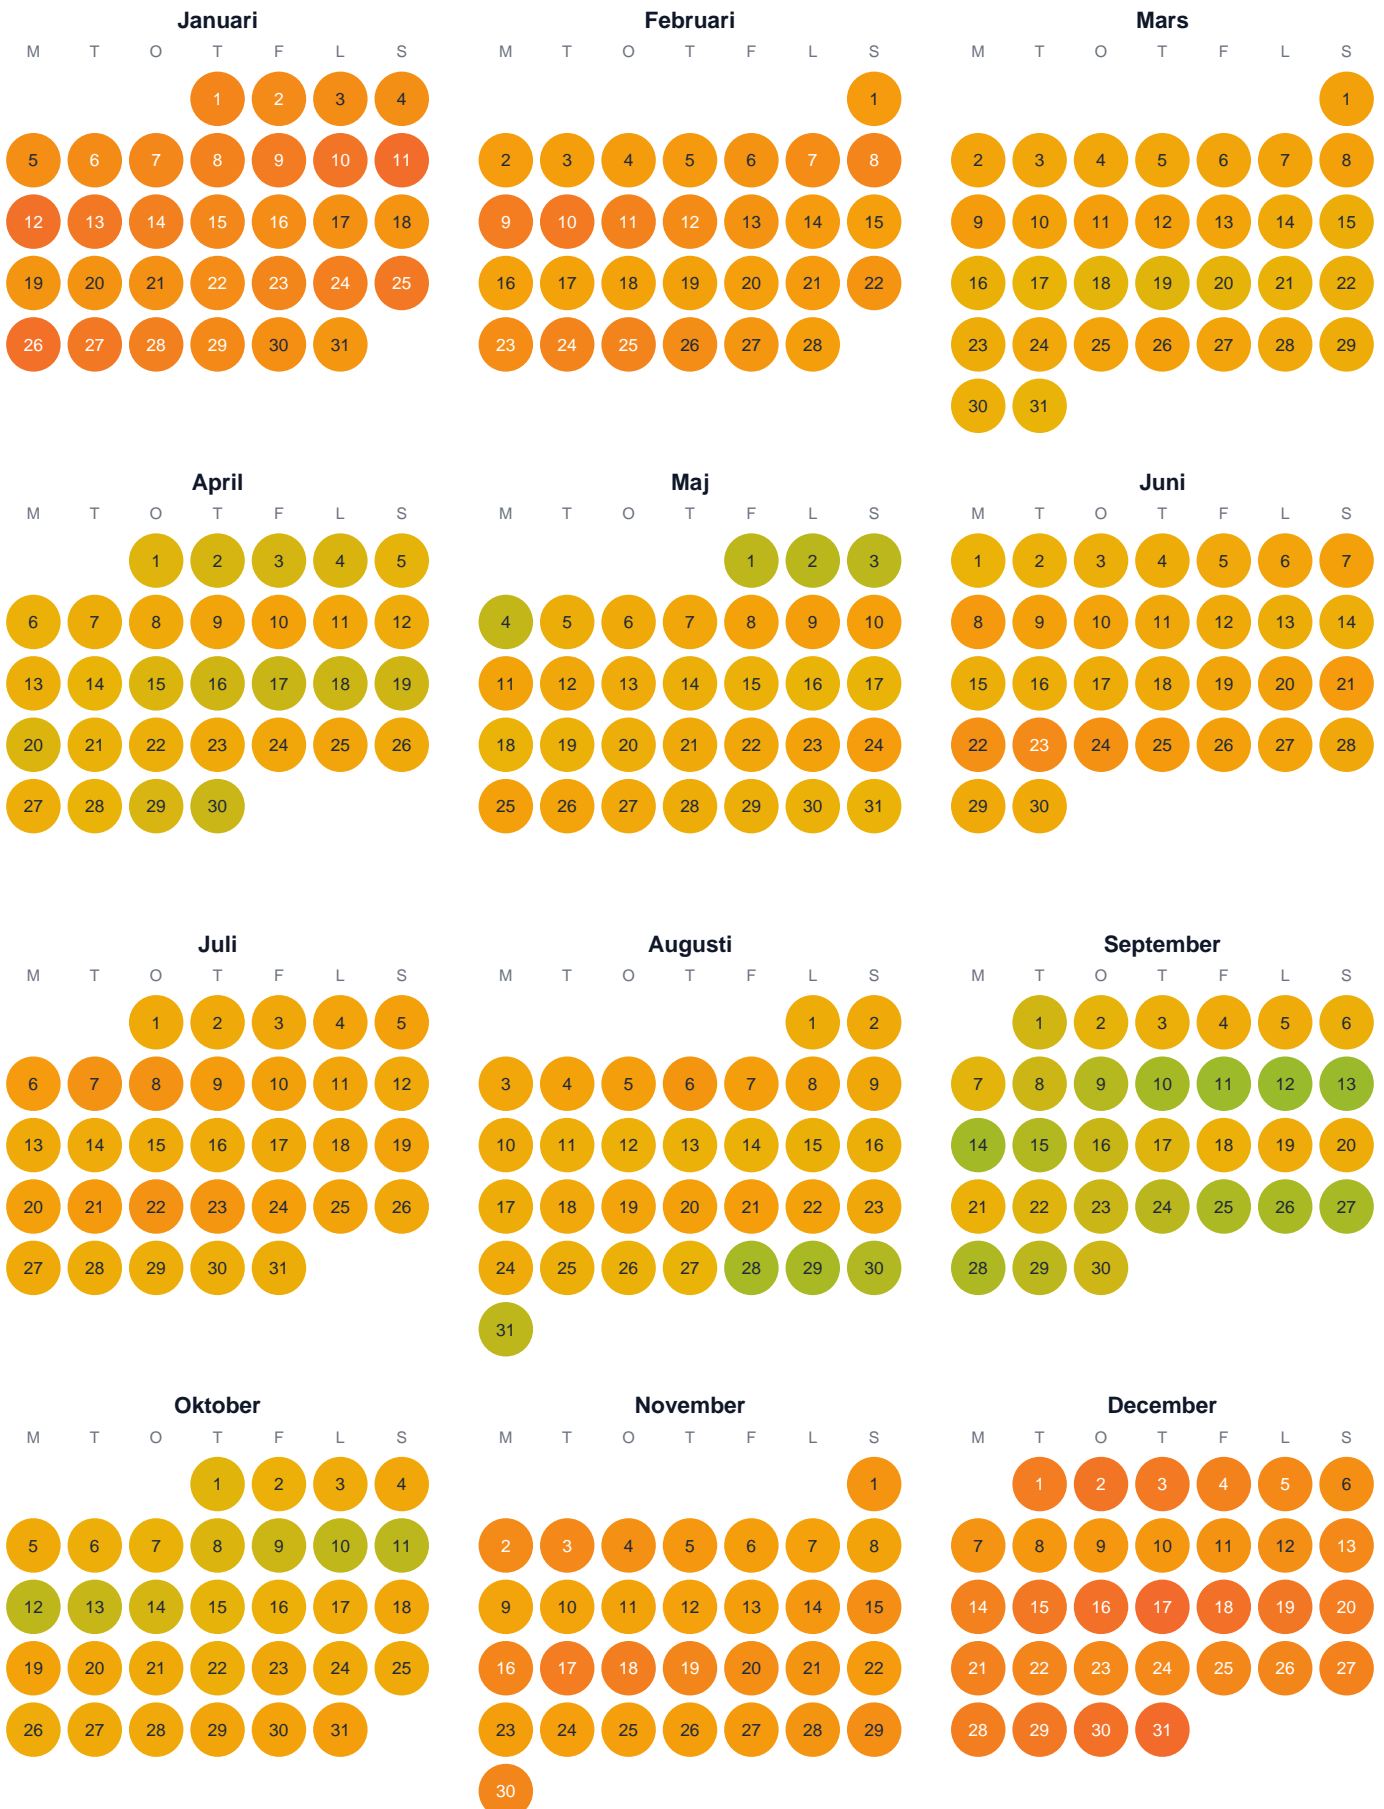 Januari Februari Mars
M T O T F L S M T O T F L S M T O T F L S
1 2 3 4 1 1
5 6 7 8 9 10 11 2 3 4 5 6 7 8 2 3 4 5 6 7 8
12 13 14 15 16 17 18 9 10 11 12 13 14 15 9 10 11 12 13 14 15
19 20 21 22 23 24 25 16 17 18 19 20 21 22 16 17 18 19 20 21 22
26 27 28 29 30 31 23 24 25 26 27 28 23 24 25 26 27 28 29
30 31
April Maj Juni
M T O T F L S M T O T F L S M T O T F L S
1 2 3 4 5 1 2 3 1 2 3 4 5 6 7
6 7 8 9 10 11 12 4 5 6 7 8 9 10 8 9 10 11 12 13 14
13 14 15 16 17 18 19 11 12 13 14 15 16 17 15 16 17 18 19 20 21
20 21 22 23 24 25 26 18 19 20 21 22 23 24 22 23 24 25 26 27 28
27 28 29 30 25 26 27 28 29 30 31 29 30
Juli Augusti September
M T O T F L S M T O T F L S M T O T F L S
1 2 3 4 5 1 2 1 2 3 4 5 6
6 7 8 9 10 11 12 3 4 5 6 7 8 9 7 8 9 10 11 12 13
13 14 15 16 17 18 19 10 11 12 13 14 15 16 14 15 16 17 18 19 20
20 21 22 23 24 25 26 17 18 19 20 21 22 23 21 22 23 24 25 26 27
27 28 29 30 31 24 25 26 27 28 29 30 28 29 30
31
Oktober November December
M T O T F L S M T O T F L S M T O T F L S
1 2 3 4 1 1 2 3 4 5 6
5 6 7 8 9 10 11 2 3 4 5 6 7 8 7 8 9 10 11 12 13
12 13 14 15 16 17 18 9 10 11 12 13 14 15 14 15 16 17 18 19 20
19 20 21 22 23 24 25 16 17 18 19 20 21 22 21 22 23 24 25 26 27
26 27 28 29 30 31 23 24 25 26 27 28 29 28 29 30 31
30